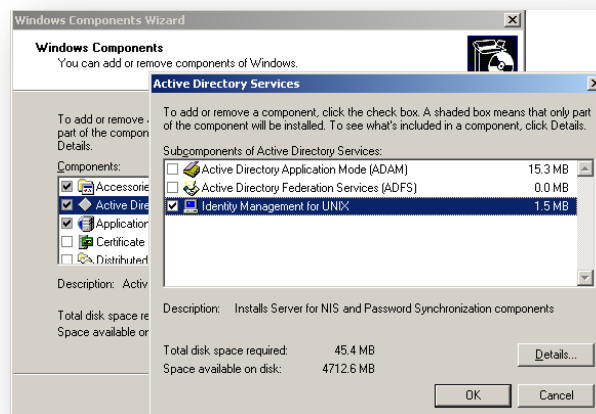 Windows Components Wizard
Windows Components
You can add or remove components of Windows.
Active Directory Services
To add or remove a component, click the check box. A shaded box means that only part
of the component will be installed. To see what's included in a component, click Details.
Subcomponents of Active Directory Services:
Active Directory Application Mode (ADAM) 15.3 MB
Active Directory Federation Services (ADFS) 0.0 MB
Identity Management for UNIX 1.5 MB
Description: Installs Server for NIS and Password Synchronization components
Total disk space required: 45.4 MB
Space available on disk: 4712.6 MB
Details...
OK
Cancel
To add or remove
part of the compon
Details.
Components:
Accessorie
Active Dire
Application
Certificate
Distributed
Description: Activ
Total disk space re
Space available or